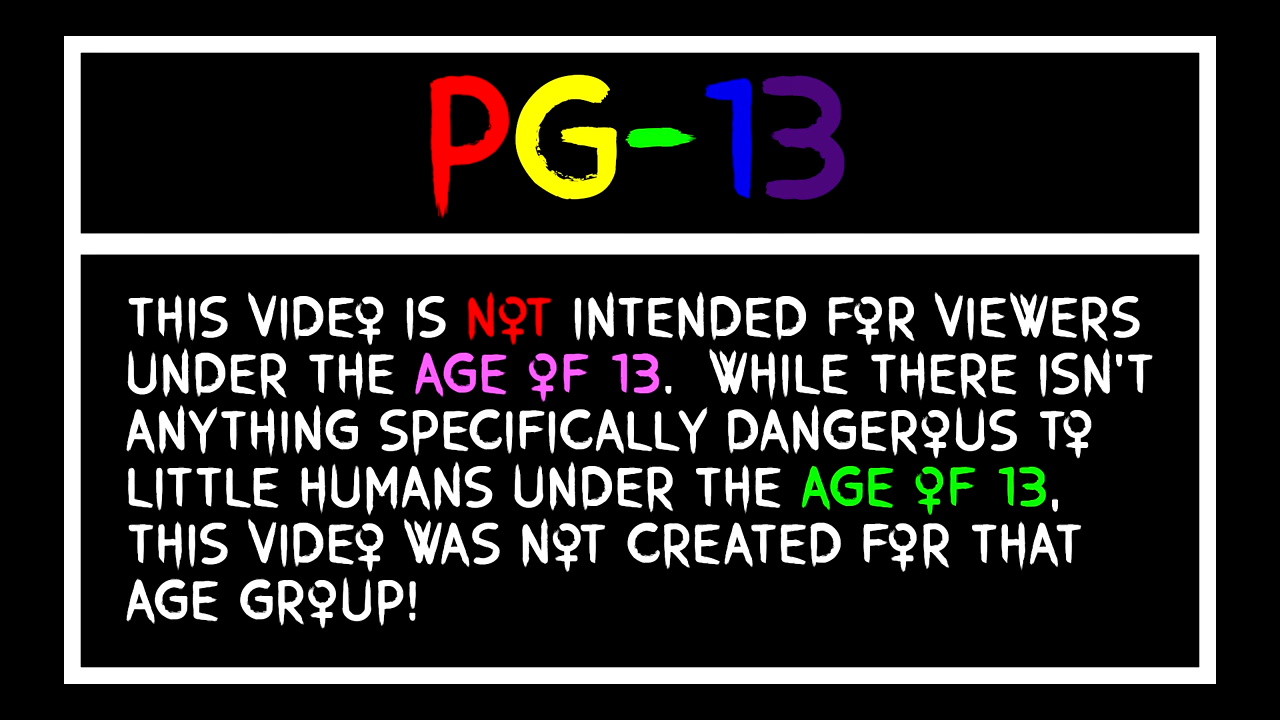 PG-13
THIS VIDEO IS NOT INTENDED FOR VIEWERS
UNDER THE AGE OF 13.  WHILE THERE ISN'T
ANYTHING SPECIFICALLY DANGEROUS TO
LITTLE HUMANS UNDER THE AGE OF 13,
THIS VIDEO WAS NOT CREATED FOR THAT
AGE GROUP!